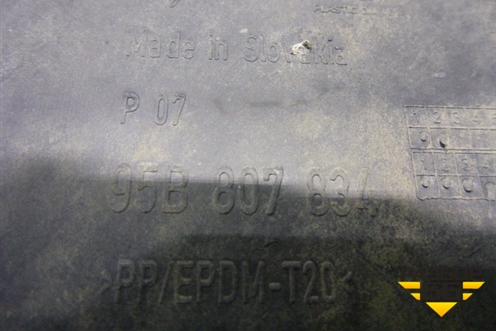 Made in Slovakia
P 07
95B 807 834
>PP/EPDM-T20<